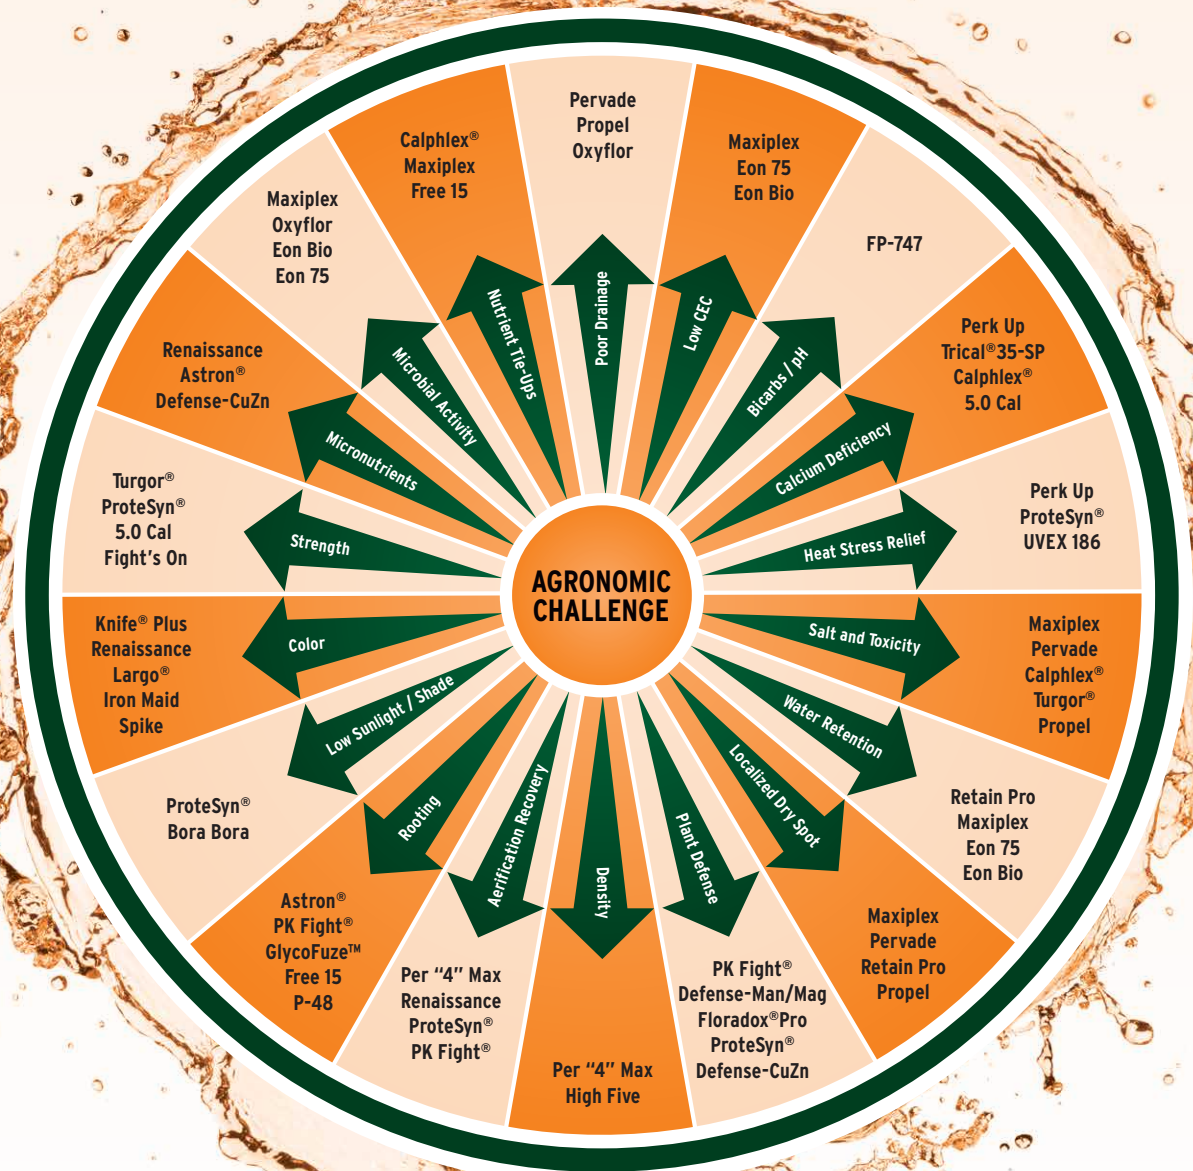 AGRONOMIC
CHALLENGE
Poor Drainage
Pervade
Propel
Oxyflor
Low CEC
Maxiplex
Eon 75
Eon Bio
Bicarbs / pH
FP-747
Calcium Deficiency
Perk Up
Trical®35-SP
Calphlex®
5.0 Cal
Heat Stress Relief
Perk Up
ProteSyn®
UVEX 186
Salt and Toxicity
Maxiplex
Pervade
Calphlex®
Turgor®
Propel
Water Retention
Retain Pro
Maxiplex
Eon 75
Eon Bio
Localized Dry Spot
Maxiplex
Pervade
Retain Pro
Propel
Plant Defense
PK Fight®
Defense-Man/Mag
Floradox®Pro
ProteSyn®
Defense-CuZn
Density
Per “4” Max
High Five
Aerification Recovery
Per “4” Max
Renaissance
ProteSyn®
PK Fight®
Rooting
Astron®
PK Fight®
GlycoFuze™
Free 15
P-48
Low Sunlight / Shade
ProteSyn®
Bora Bora
Color
Knife® Plus
Renaissance
Largo®
Iron Maid
Spike
Strength
Turgor®
ProteSyn®
5.0 Cal
Fight's On
Micronutrients
Renaissance
Astron®
Defense-CuZn
Microbial Activity
Maxiplex
Oxyflor
Eon Bio
Eon 75
Nutrient Tie-Ups
Calphlex®
Maxiplex
Free 15